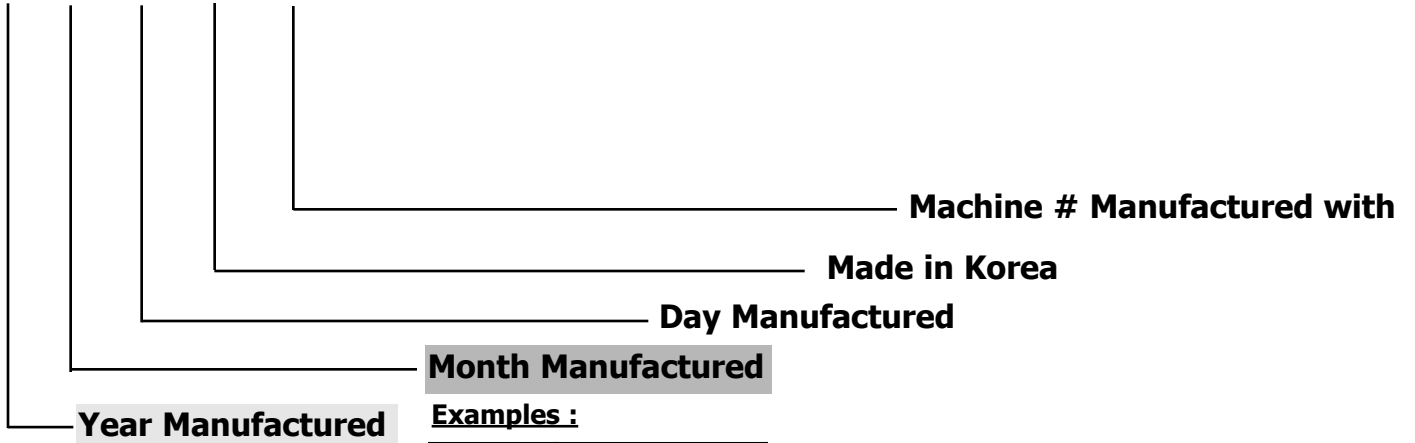 Machine # Manufactured with
Made in Korea
Day Manufactured
Month Manufactured
Year Manufactured
Examples :